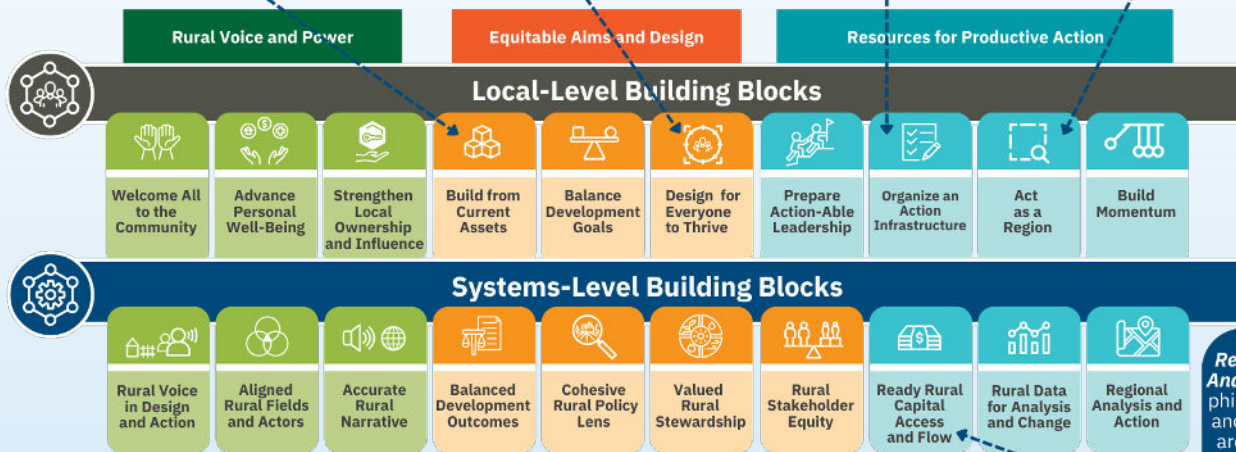 Rural Voice and Power
Equitable Aims and Design
Resources for Productive Action
Local-Level Building Blocks
Welcome All
to the
Community
Advance
Personal
Well-Being
Strengthen
Local
Ownership
and Influence
Build from
Current
Assets
Balance
Development
Goals
Design for
Everyone
to Thrive
Prepare
Action-Able
Leadership
Organize an
Action
Infrastructure
Act
as a
Region
Build
Momentum
Systems-Level Building Blocks
Rural Voice
in Design
and Action
Aligned
Rural Fields
and Actors
Accurate
Rural
Narrative
Balanced
Development
Outcomes
Cohesive
Rural Policy
Lens
Valued
Rural
Stewardship
Rural
Stakeholder
Equity
Ready Rural
Capital
Access
and Flow
Rural Data
for Analysis
and Change
Regional
Analysis and
Action